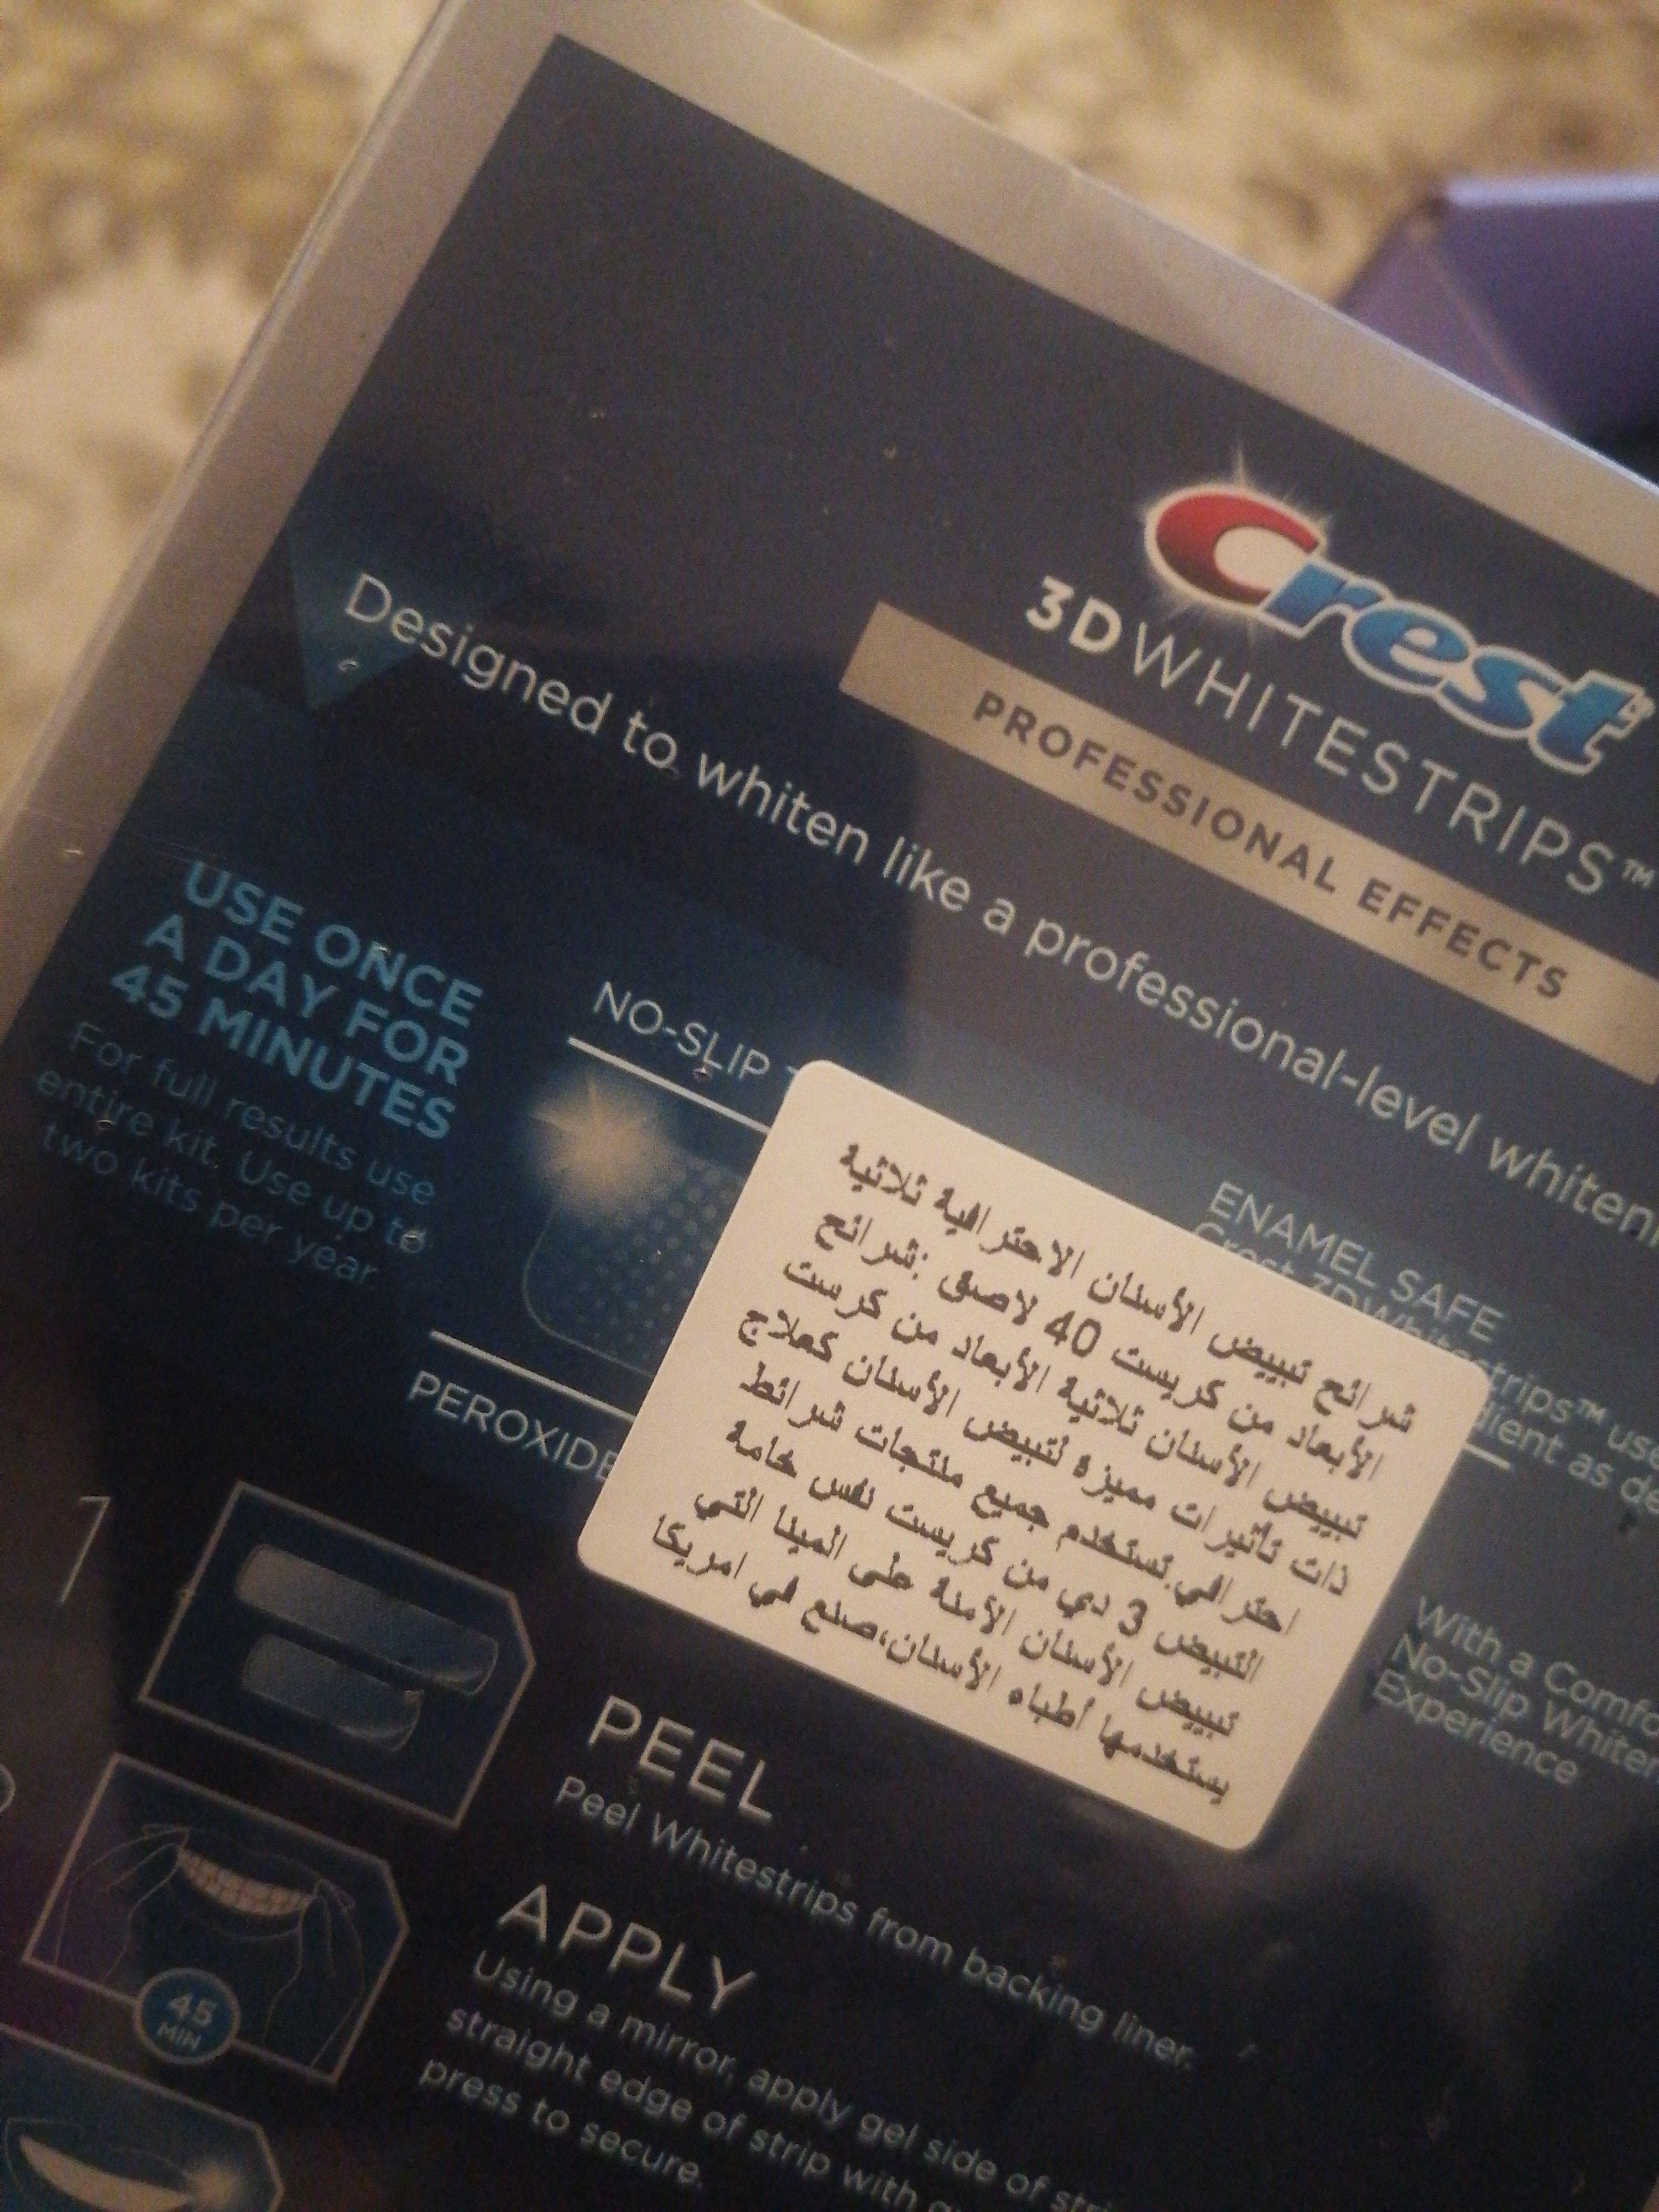 Crest
3DWHITESTRIPS™
PROFESSIONAL EFFECTS
Designed to whiten like a professional-level
USE ONCE
A DAY FOR
45 MINUTES
For full results use
entire kit. Use up to
two kits per year.
NO-SLIP
PEROXIDE
ENAMEL SAFE
شرائح تبييض الأسنان الاحترافية ثلاثية
الأبعاد من كريست 40 لاصق :شرائح
تبييض الأسنان ثلاثية الأبعاد من كرست
ذات تأثيرات مميزة لتبييض الأسنان كعلاج
احترافي.تستخدم جميع منتجات شرائط
التبييض 3 دي من كريست نفس خامة
تبييض الأسنان الأمنة على المينا التي
يستخدمها أطباء الأسنان،صنع في امريكا
With a
No-Slip
Experience
1
PEEL
Peel Whitestrips from backing liner.
45
MIN
APPLY
Using a mirror, apply gel side of
straight edge of strip with
press to secure.